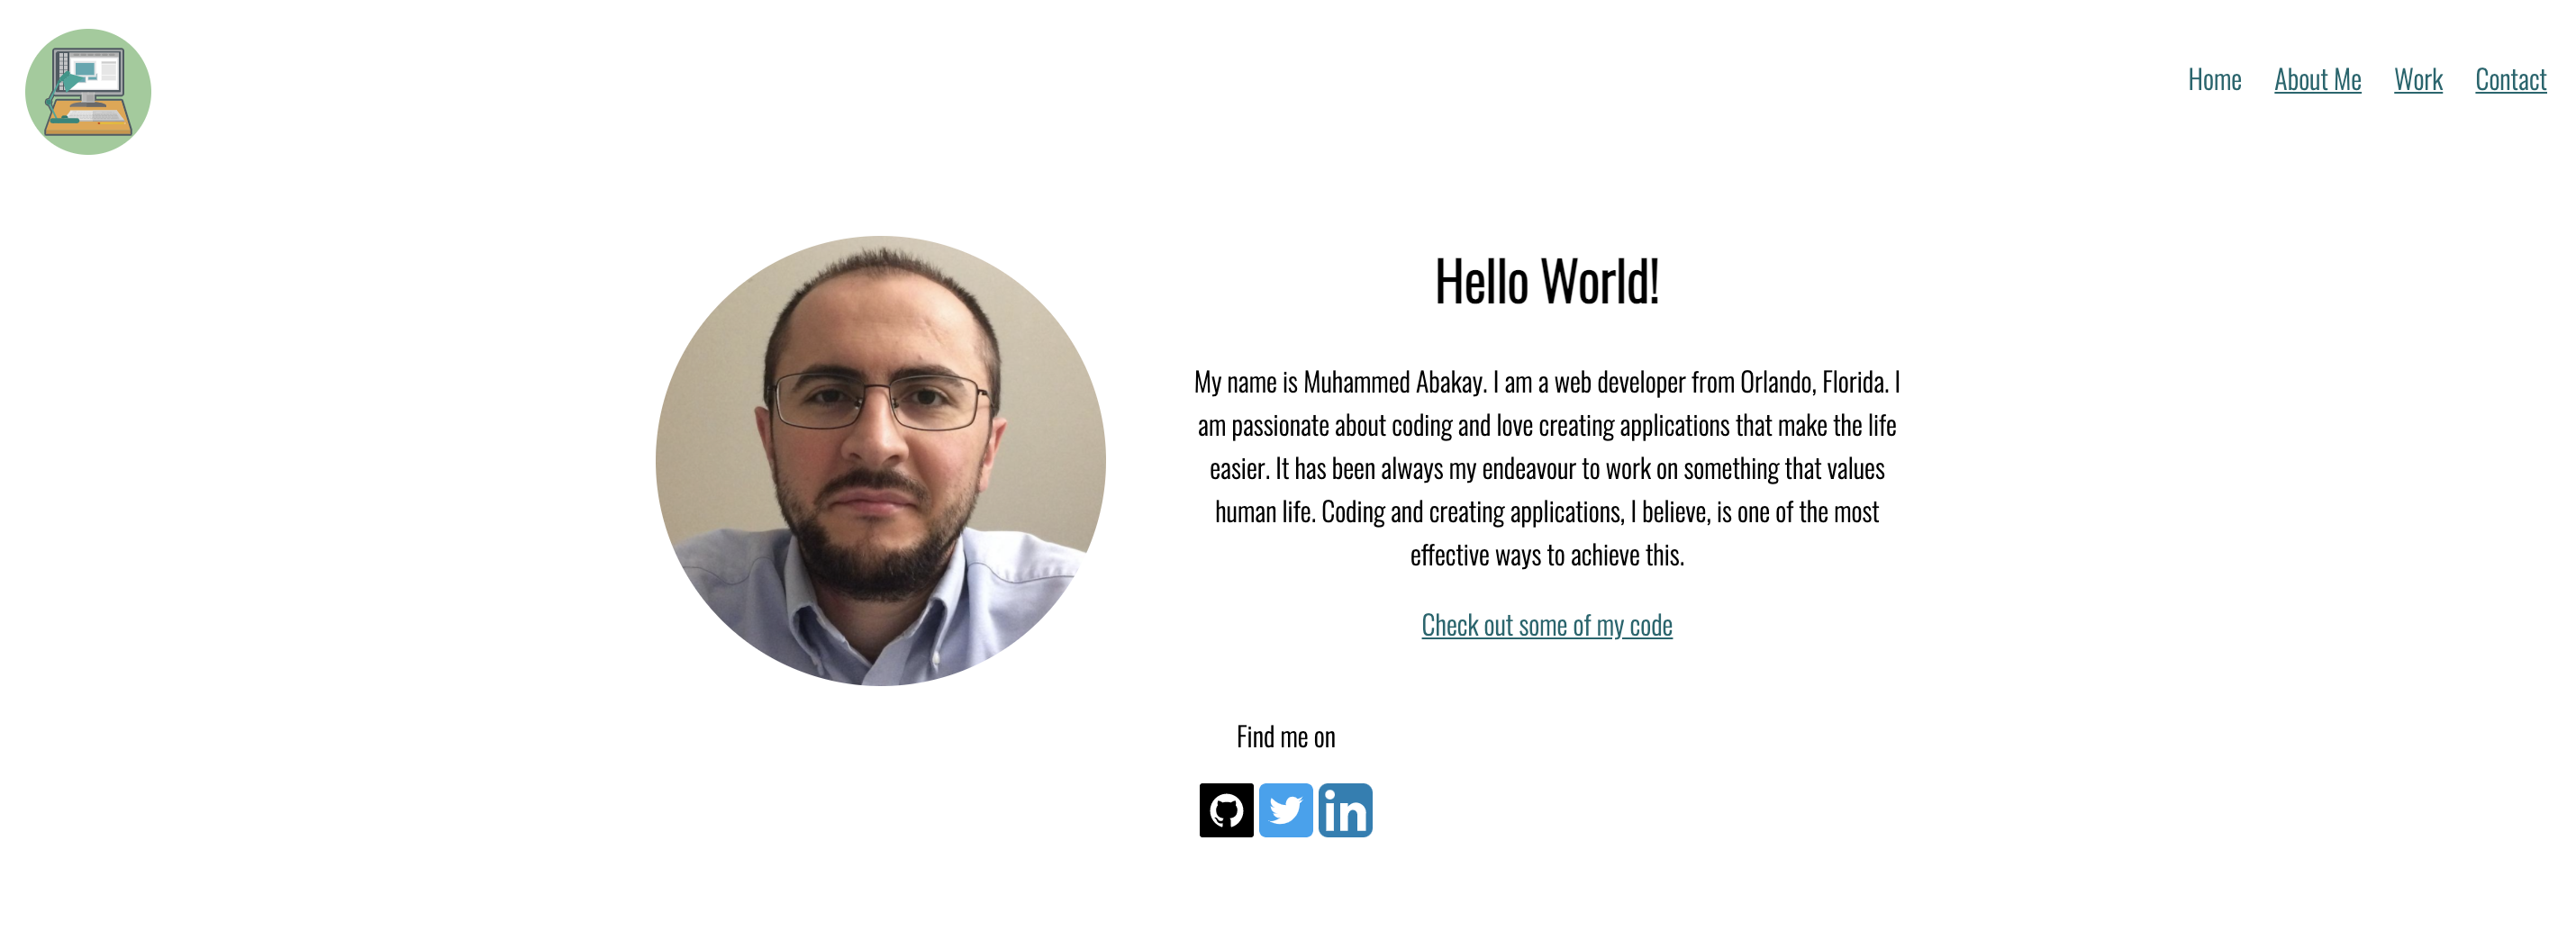 Home
About Me
Work
Contact
Hello World!
My name is Muhammed Abakay. I am a web developer from Orlando, Florida. I
am passionate about coding and love creating applications that make the life
easier. It has been always my endeavour to work on something that values
human life. Coding and creating applications, I believe, is one of the most
effective ways to achieve this.
Check out some of my code
Find me on
in